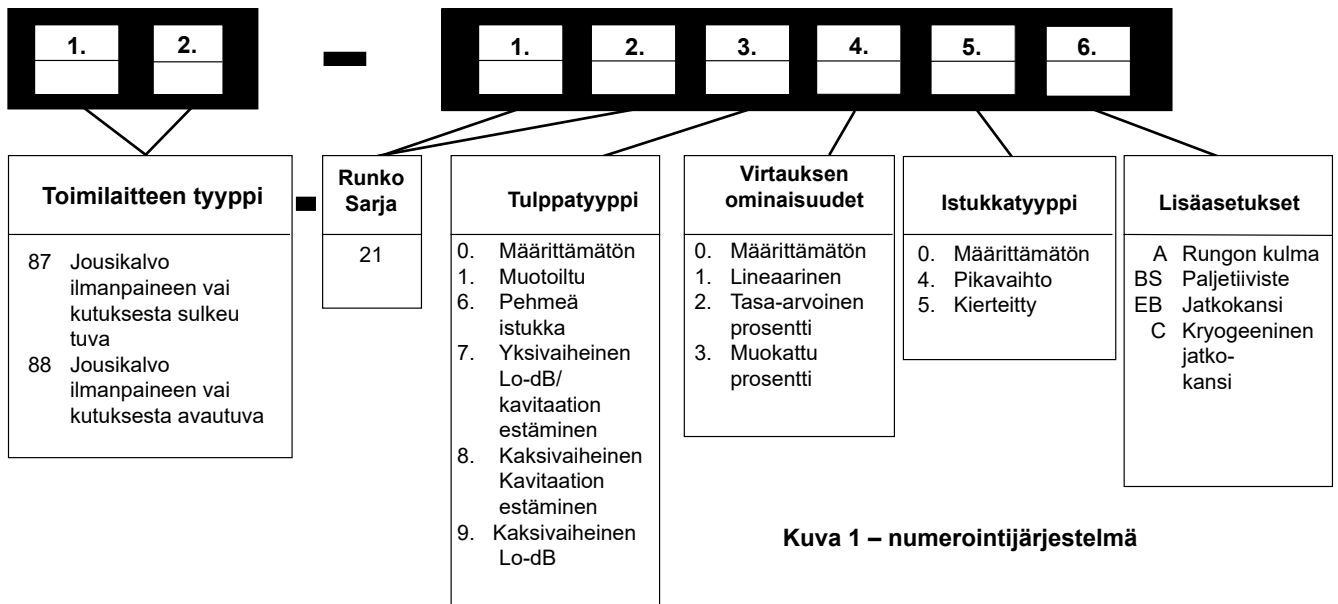 1. 2. 1. 2. 3. 4. 5. 6.
Toimilaitteen tyyppi
87 Jousikalvo
ilmanpaineen vai
kutuksesta sulkeu
tuva
88 Jousikalvo
ilmanpaineen vai
kutuksesta avautuva
Runko
Sarja
21
Tulppatyyppi
0. Määrittämätön
1. Muotoiltu
6. Pehmeä
istukka
7. Yksivaiheinen
Lo-dB/
kavitaation
estäminen
8. Kaksivaiheinen
Kavitaation
estäminen
9. Kaksivaiheinen
Lo-dB
Virtauksen
ominaisuudet
0. Määrittämätön
1. Lineaarinen
2. Tasa-arvoinen
prosentti
3. Muokattu
prosentti
Istukkatyyppi
0. Määrittämätön
4. Pikavaihto
5. Kierteitty
Lisäasetukset
A Rungon kulma
BS Paljetiiviste
EB Jatkokansi
C Kryogeeninen
jatko-
kansi
Kuva 1 – numerointijärjestelmä